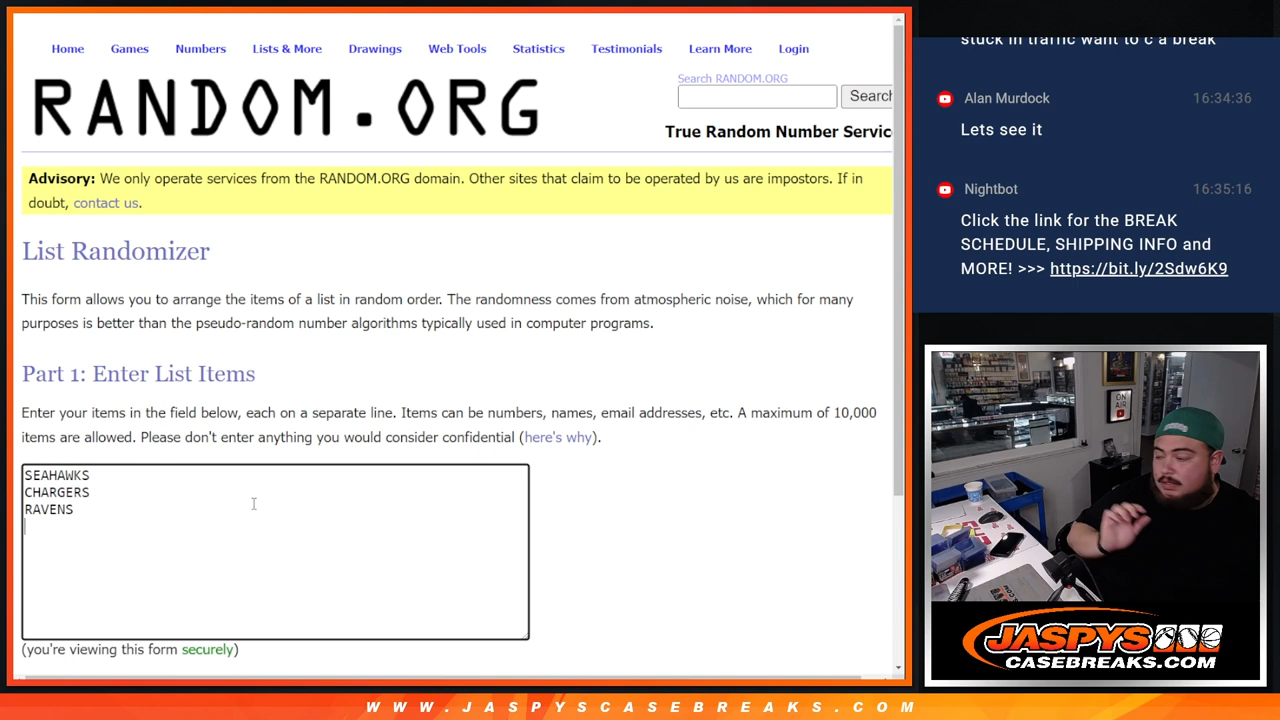 Home Games Numbers Lists & More Drawings Web Tools Statistics Testimonials Learn More Login
RANDOM.ORG
Search RANDOM.ORG
Search
True Random Number Servic
Advisory: We only operate services from the RANDOM.ORG domain. Other sites that claim to be operated by us are impostors. If in
doubt, contact us.
List Randomizer
This form allows you to arrange the items of a list in random order. The randomness comes from atmospheric noise, which for many
purposes is better than the pseudo-random number algorithms typically used in computer programs.
Part 1: Enter List Items
Enter your items in the field below, each on a separate line. Items can be numbers, names, email addresses, etc. A maximum of 10,000
items are allowed. Please don't enter anything you would consider confidential (here's why).
SEAHAWKS
CHARGERS
RAVENS
(you're viewing this form securely)
stuck in traffic want to c a break
Alan Murdock 16:34:36
Lets see it
Nightbot 16:35:16
Click the link for the BREAK
SCHEDULE, SHIPPING INFO and
MORE! >>> https://bit.ly/2Sdw6K9
ON
AIR
JASPYS
CASEBREAKS.COM
WWW.JASPYSCASEBREAKS.COM